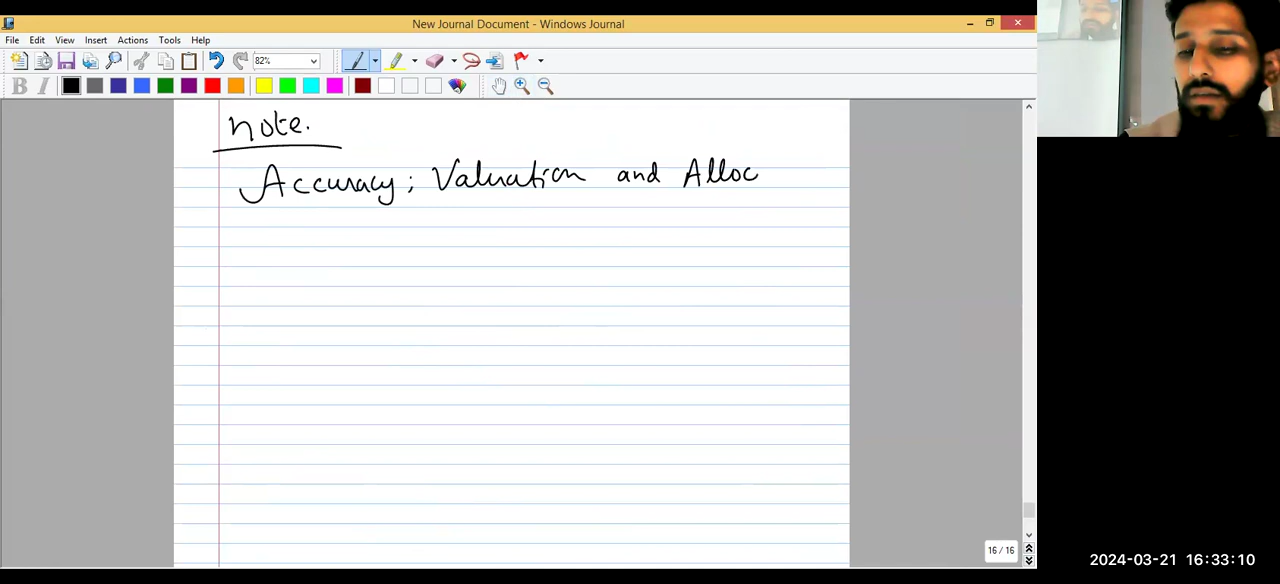 New Journal Document - Windows Journal
File Edit View Insert Actions Tools Help
82%
B I
note.
Accuracy; Valuation and Alloc
16 / 16
2024-03-21 16:33:10